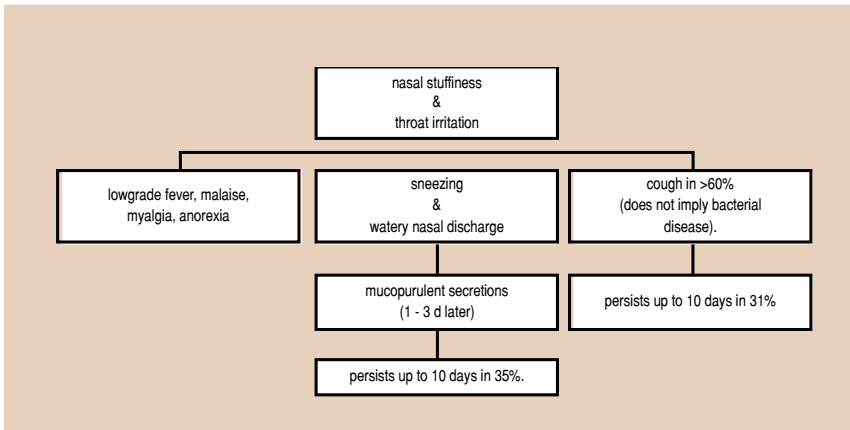 nasal stuffiness
&
throat irritation
lowgrade fever, malaise,
myalgia, anorexia
sneezing
&
watery nasal discharge
cough in >60%
(does not imply bacterial
disease).
mucopurulent secretions
(1 - 3 d later)
persists up to 10 days in 31%
persists up to 10 days in 35%.